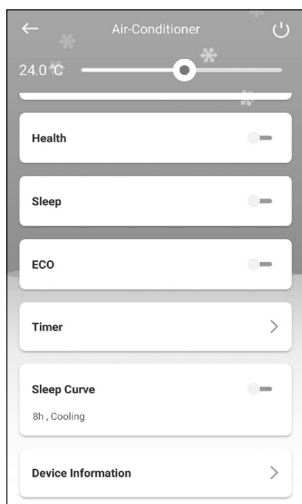 Air-Conditioner
24.0 ℃
Health
Sleep
ECO
Timer
Sleep Curve
8h , Cooling
Device Information